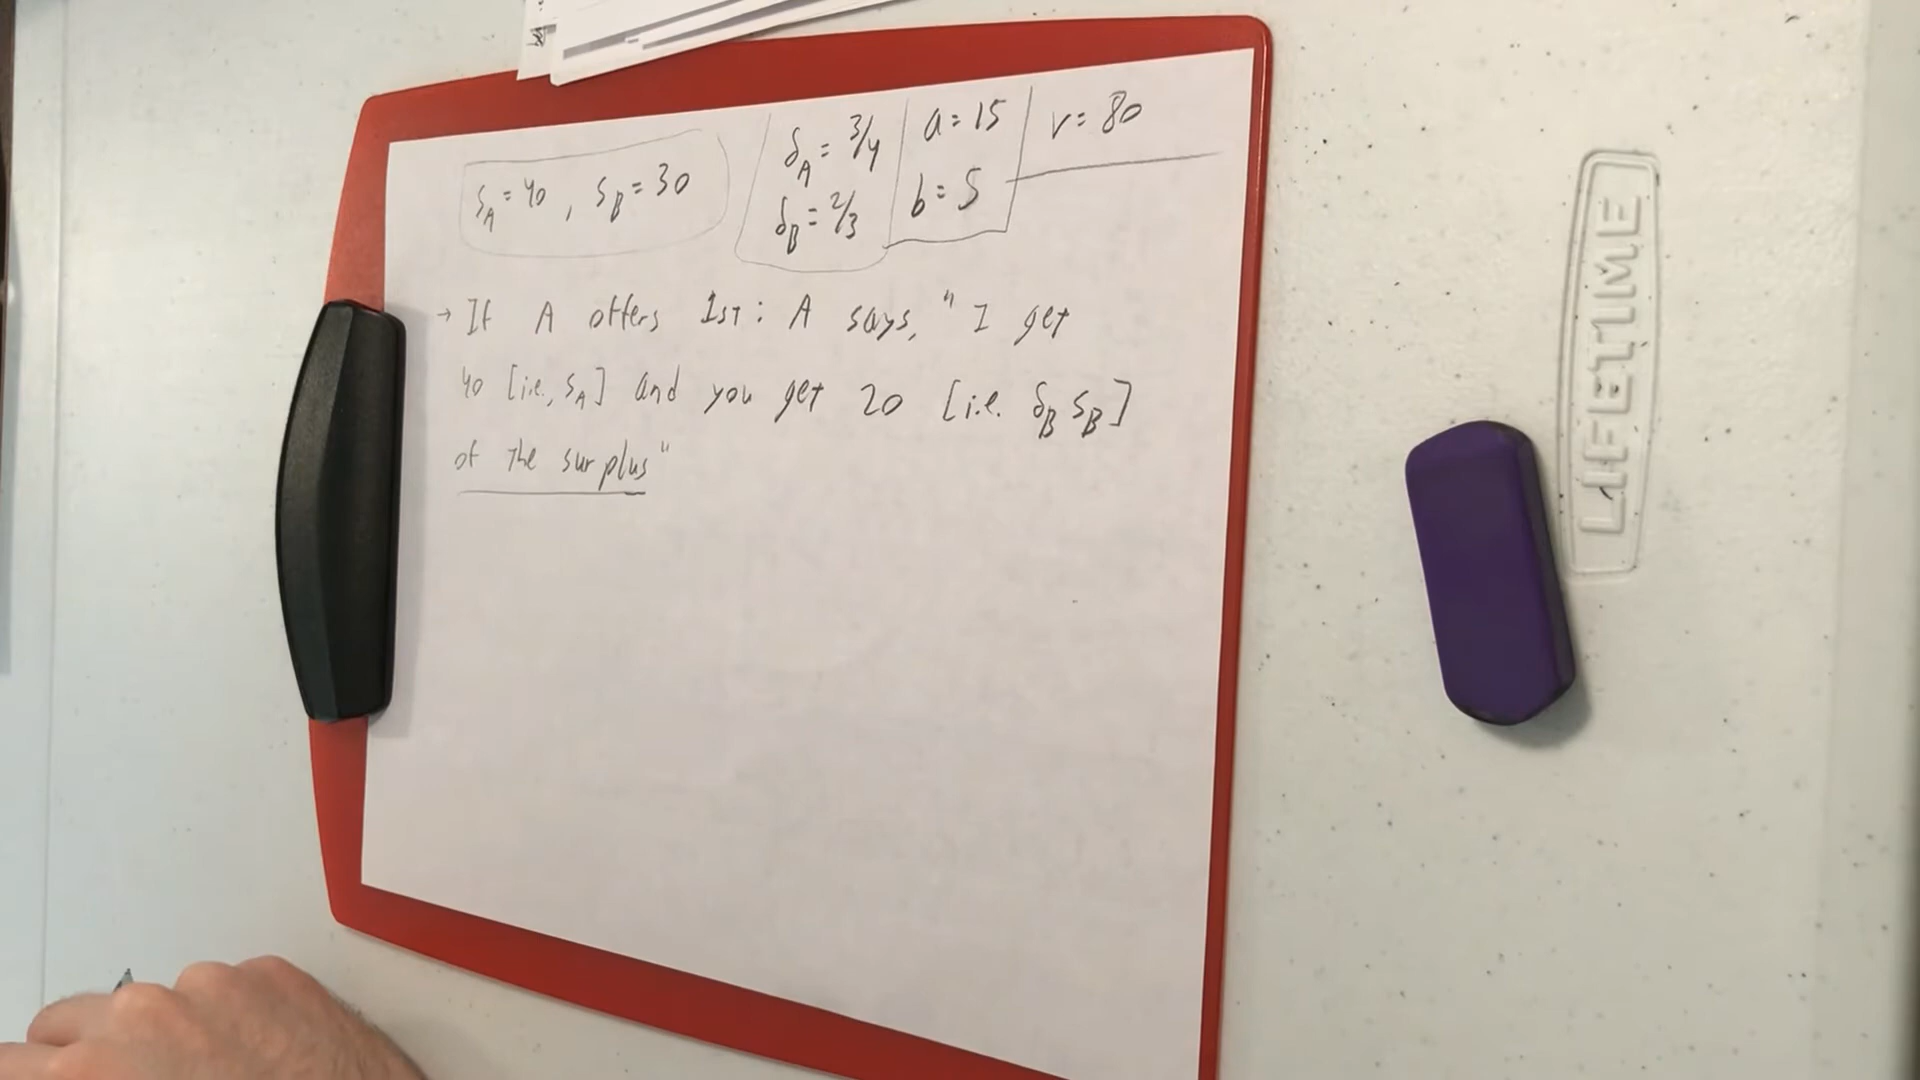 S_A = 40, S_B = 30
δ_A = 3/4
δ_B = 2/3
a = 15
b = 5
v = 80
→ If A offers 1st: A says, "I get
40 [i.e., S_A] and you get 20 [i.e. δ_B S_B]
of the surplus"
LIFETIME